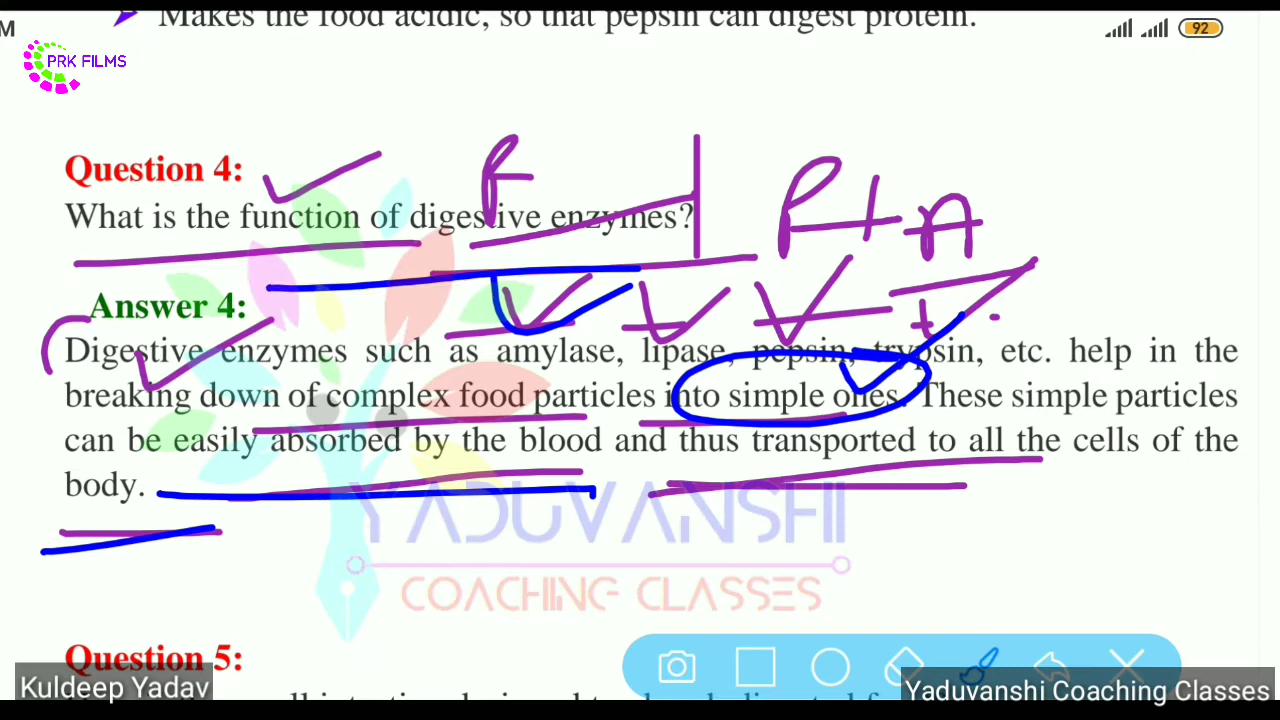 Makes the food acidic, so that pepsin can digest protein.
M
92
PRK FILMS
Question 4:
What is the function of digestive enzymes?
Answer 4:
Digestive enzymes such as amylase, lipase, pepsin, trypsin, etc. help in the
breaking down of complex food particles into simple ones. These simple particles
can be easily absorbed by the blood and thus transported to all the cells of the
body.
YADUVANSHI
COACHING CLASSES
Question 5:
Kuldeep Yadav
Yaduvanshi Coaching Classes